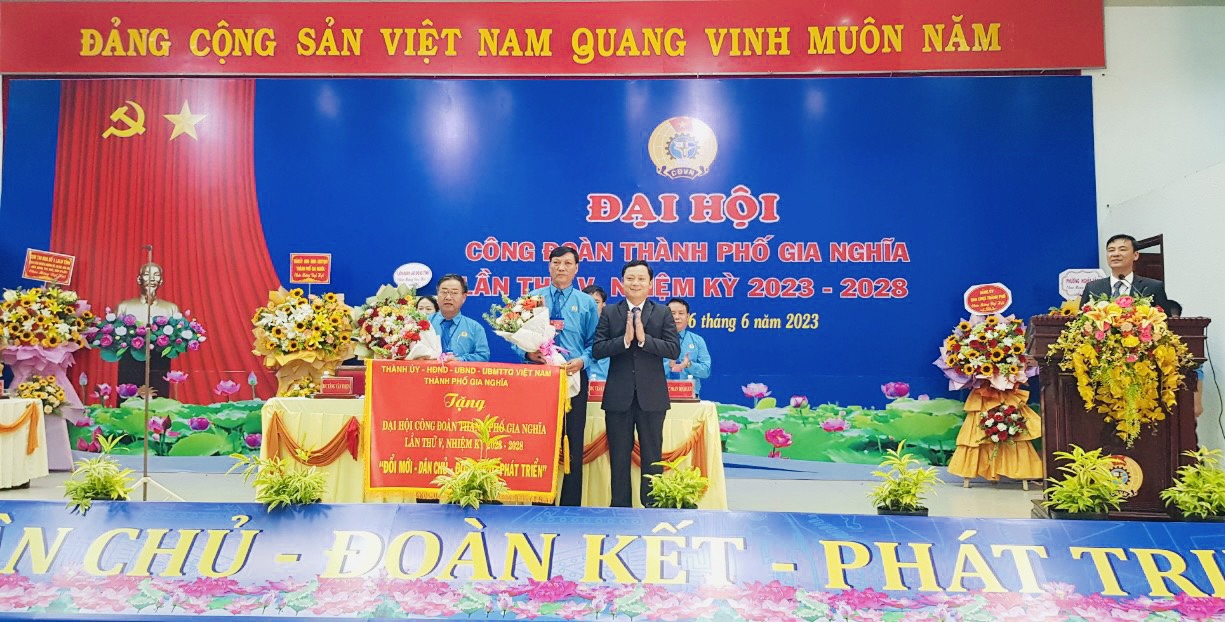 ĐẢNG CỘNG SẢN VIỆT NAM QUANG VINH MUÔN NĂM
CĐVN
ĐẠI HỘI
CÔNG ĐOÀN THÀNH PHỐ GIA NGHĨA
LẦN THỨ V, NHIỆM KỲ 2023 - 2028
6 tháng 6 năm 2023
THÀNH ỦY - HĐND - UBND - UBMTTQ VIỆT NAM
THÀNH PHỐ GIA NGHĨA
Tặng
ĐẠI HỘI CÔNG ĐOÀN THÀNH PHỐ GIA NGHĨA
LẦN THỨ V, NHIỆM KỲ 2023 - 2028
"ĐỔI MỚI - DÂN CHỦ - PHÁT TRIỂN"
ÂN CHỦ - ĐOÀN KẾT - PHÁT TRI